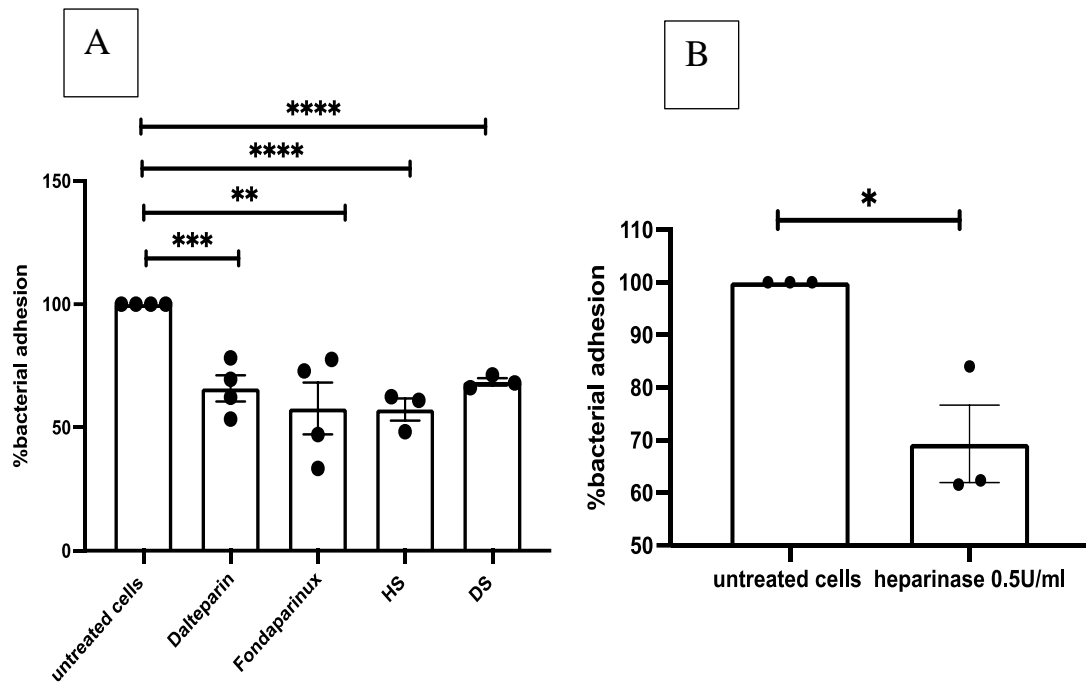 A
****
****
**
***
%bacterial adhesion
150
100
50
0
untreated cells
Dalteparin
Fondaparinux
HS
DS
B
*
%bacterial adhesion
110
100
90
80
70
60
50
untreated cells
heparinase 0.5U/ml